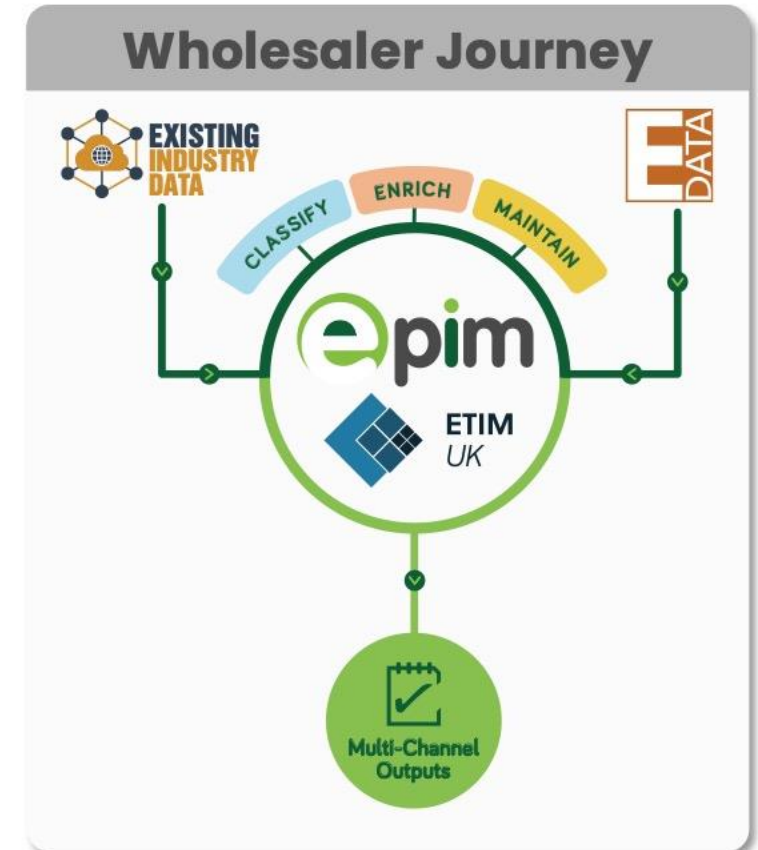 Wholesaler Journey
EXISTING
INDUSTRY
DATA
E DATA
CLASSIFY
ENRICH
MAINTAIN
epim
ETIM
UK
Multi-Channel
Outputs